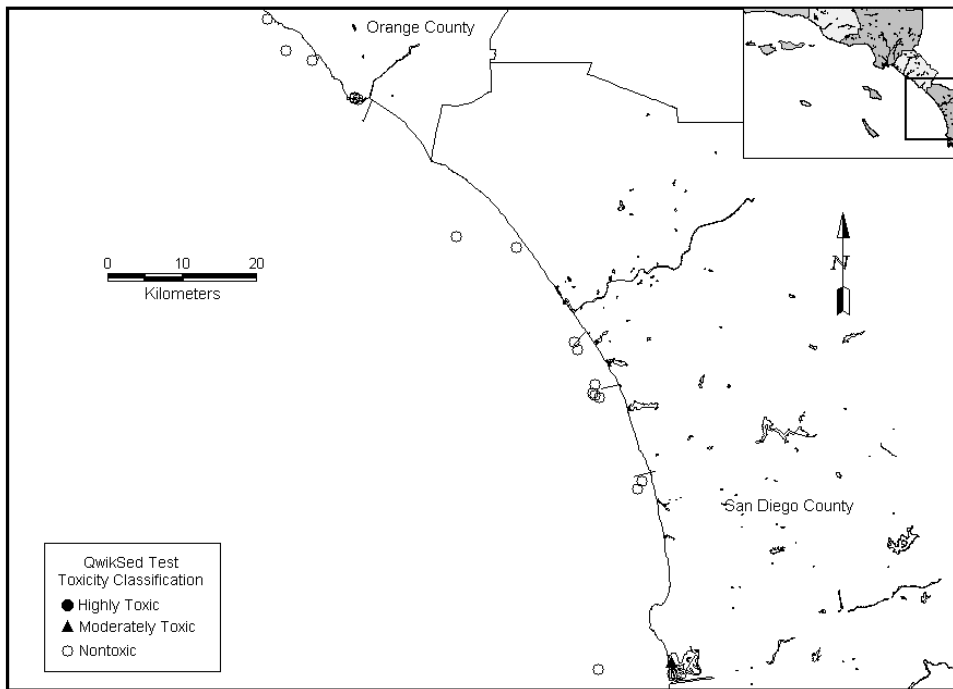 Orange County
0 10 20
Kilometers
N
San Diego County
QwikSed Test
Toxicity Classification
Highly Toxic
Moderately Toxic
Nontoxic